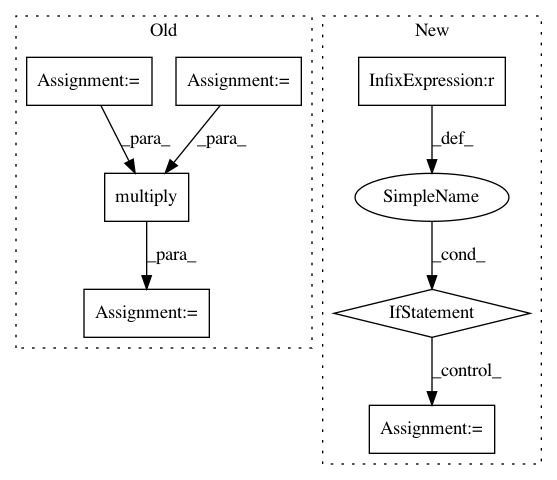 Old
New
Assignment:=
Assignment:=
InfixExpression:r
_para_
_para_
_def_
multiply
SimpleName
_para_
_cond_
Assignment:=
IfStatement
_control_
Assignment:=